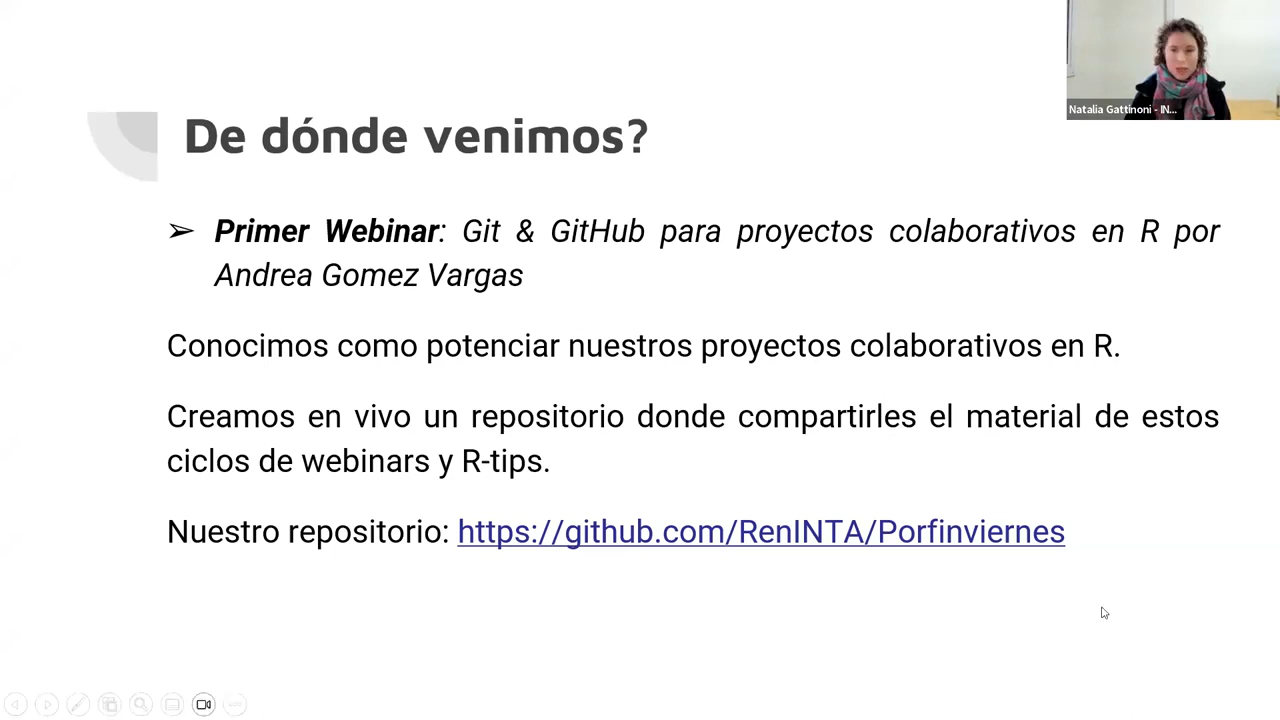 Natalia Gattinoni - IN...
De dónde venimos?
➢ Primer Webinar: Git & GitHub para proyectos colaborativos en R por
Andrea Gomez Vargas
Conocimos como potenciar nuestros proyectos colaborativos en R.
Creamos en vivo un repositorio donde compartirles el material de estos
ciclos de webinars y R-tips.
Nuestro repositorio: https://github.com/RenINTA/Porfinviernes